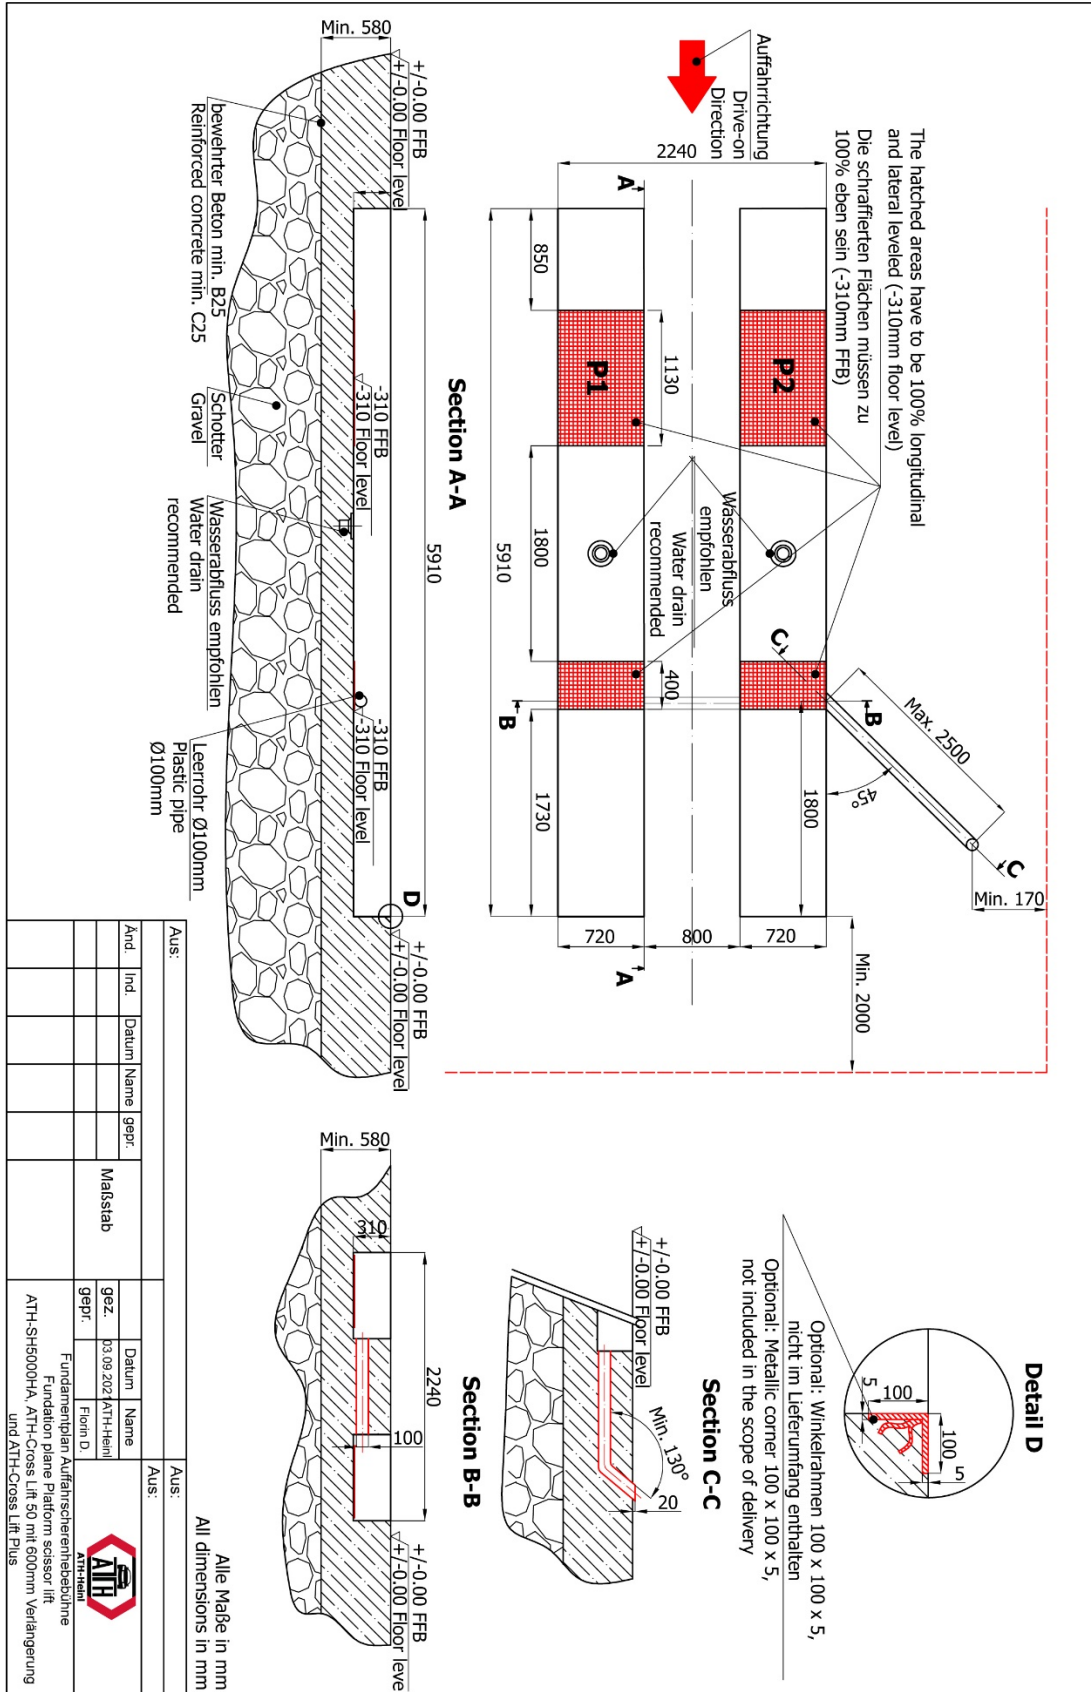 Auffahrrichtung
Drive-on
Direction
The hatched areas have to be 100% longitudinal
and lateral leveled (-310mm floor level)
Die schraffierten Flächen müssen zu
100% eben sein (-310mm FFB)
2240
A
A
850
1130
1800
5910
400
1730
P1
P2
Wasserabfluss
empfohlen
Water drain
recommended
C
C
B
B
Max. 2500
45°
1800
Min. 170
720
800
720
Min. 2000
Section A-A
Min. 580
+/-0.00 FFB
+/-0.00 Floor level
5910
-310 FFB
-310 Floor level
-310 FFB
-310 Floor level
D
+/-0.00 FFB
+/-0.00 Floor level
bewehrter Beton min. B25
Reinforced concrete min. C25
Schotter
Gravel
Wasserabfluss empfohlen
Water drain
recommended
Leerrohr Ø100mm
Plastic pipe
Ø100mm
Detail D
100
5
100
5
Optional: Winkelrahmen 100 x 100 x 5,
nicht im Lieferumfang enthalten
Optional: Metallic corner 100 x 100 x 5,
not included in the scope of delivery
Section C-C
+/-0.00 FFB
+/-0.00 Floor level
Min. 130°
20
Section B-B
Min. 580
310
2240
100
+/-0.00 FFB
+/-0.00 Floor leve
Alle Maße in mm
All dimensions in mm
Aus:
Aus:
Aus:
Änd.
Ind.
Datum
Name
gepr.
Maßstab
Datum
Name
gez.
03.09.2021
ATH-Heinl
gepr.
Florin D.
ATH
ATH-Heinl
Fundamentplan Auffahrscherenhebebühne
Fundation plane Platform scissor lift
ATH-SH5000HA, ATH-Cross Lift 50 mit 600mm Verlängerung
und ATH-Cross Lift Plus